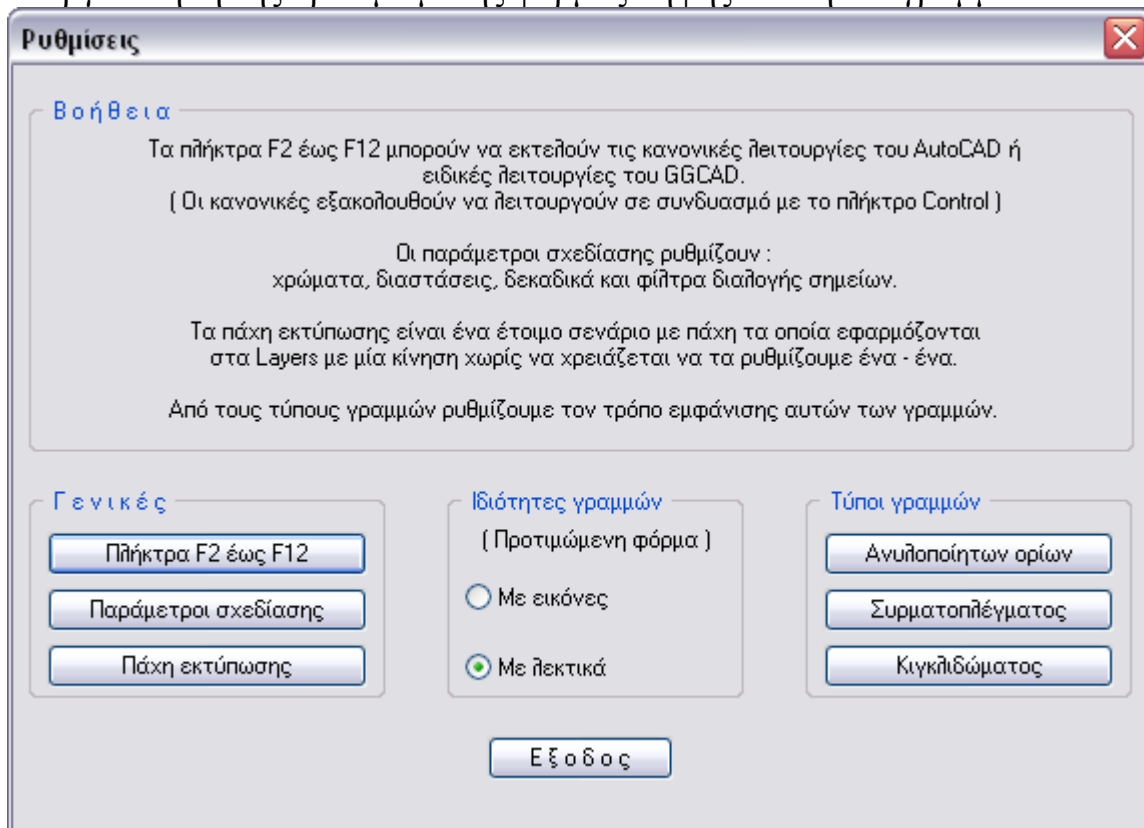 Ρυθμίσεις
Βοήθεια
Τα πλήκτρα F2 έως F12 μπορούν να εκτελούν τις κανονικές λειτουργίες του AutoCAD ή
ειδικές λειτουργίες του GGCAD.
( Οι κανονικές εξακολουθούν να λειτουργούν σε συνδυασμό με το πλήκτρο Control )
Οι παράμετροι σχεδίασης ρυθμίζουν :
χρώματα, διαστάσεις, δεκαδικά και φίλτρα διαλογής σημείων.
Τα πάχη εκτύπωσης είναι ένα έτοιμο σενάριο με πάχη τα οποία εφαρμόζονται
στα Layers με μία κίνηση χωρίς να χρειάζεται να τα ρυθμίζουμε ένα - ένα.
Από τους τύπους γραμμών ρυθμίζουμε τον τρόπο εμφάνισης αυτών των γραμμών.
Γενικές
Πλήκτρα F2 έως F12
Παράμετροι σχεδίασης
Πάχη εκτύπωσης
Ιδιότητες γραμμών
( Προτιμώμενη φόρμα )
Με εικόνες
Με λεκτικά
Τύποι γραμμών
Ανυλοποίητων ορίων
Συρματοπλέγματος
Κιγκλιδώματος
Εξοδος